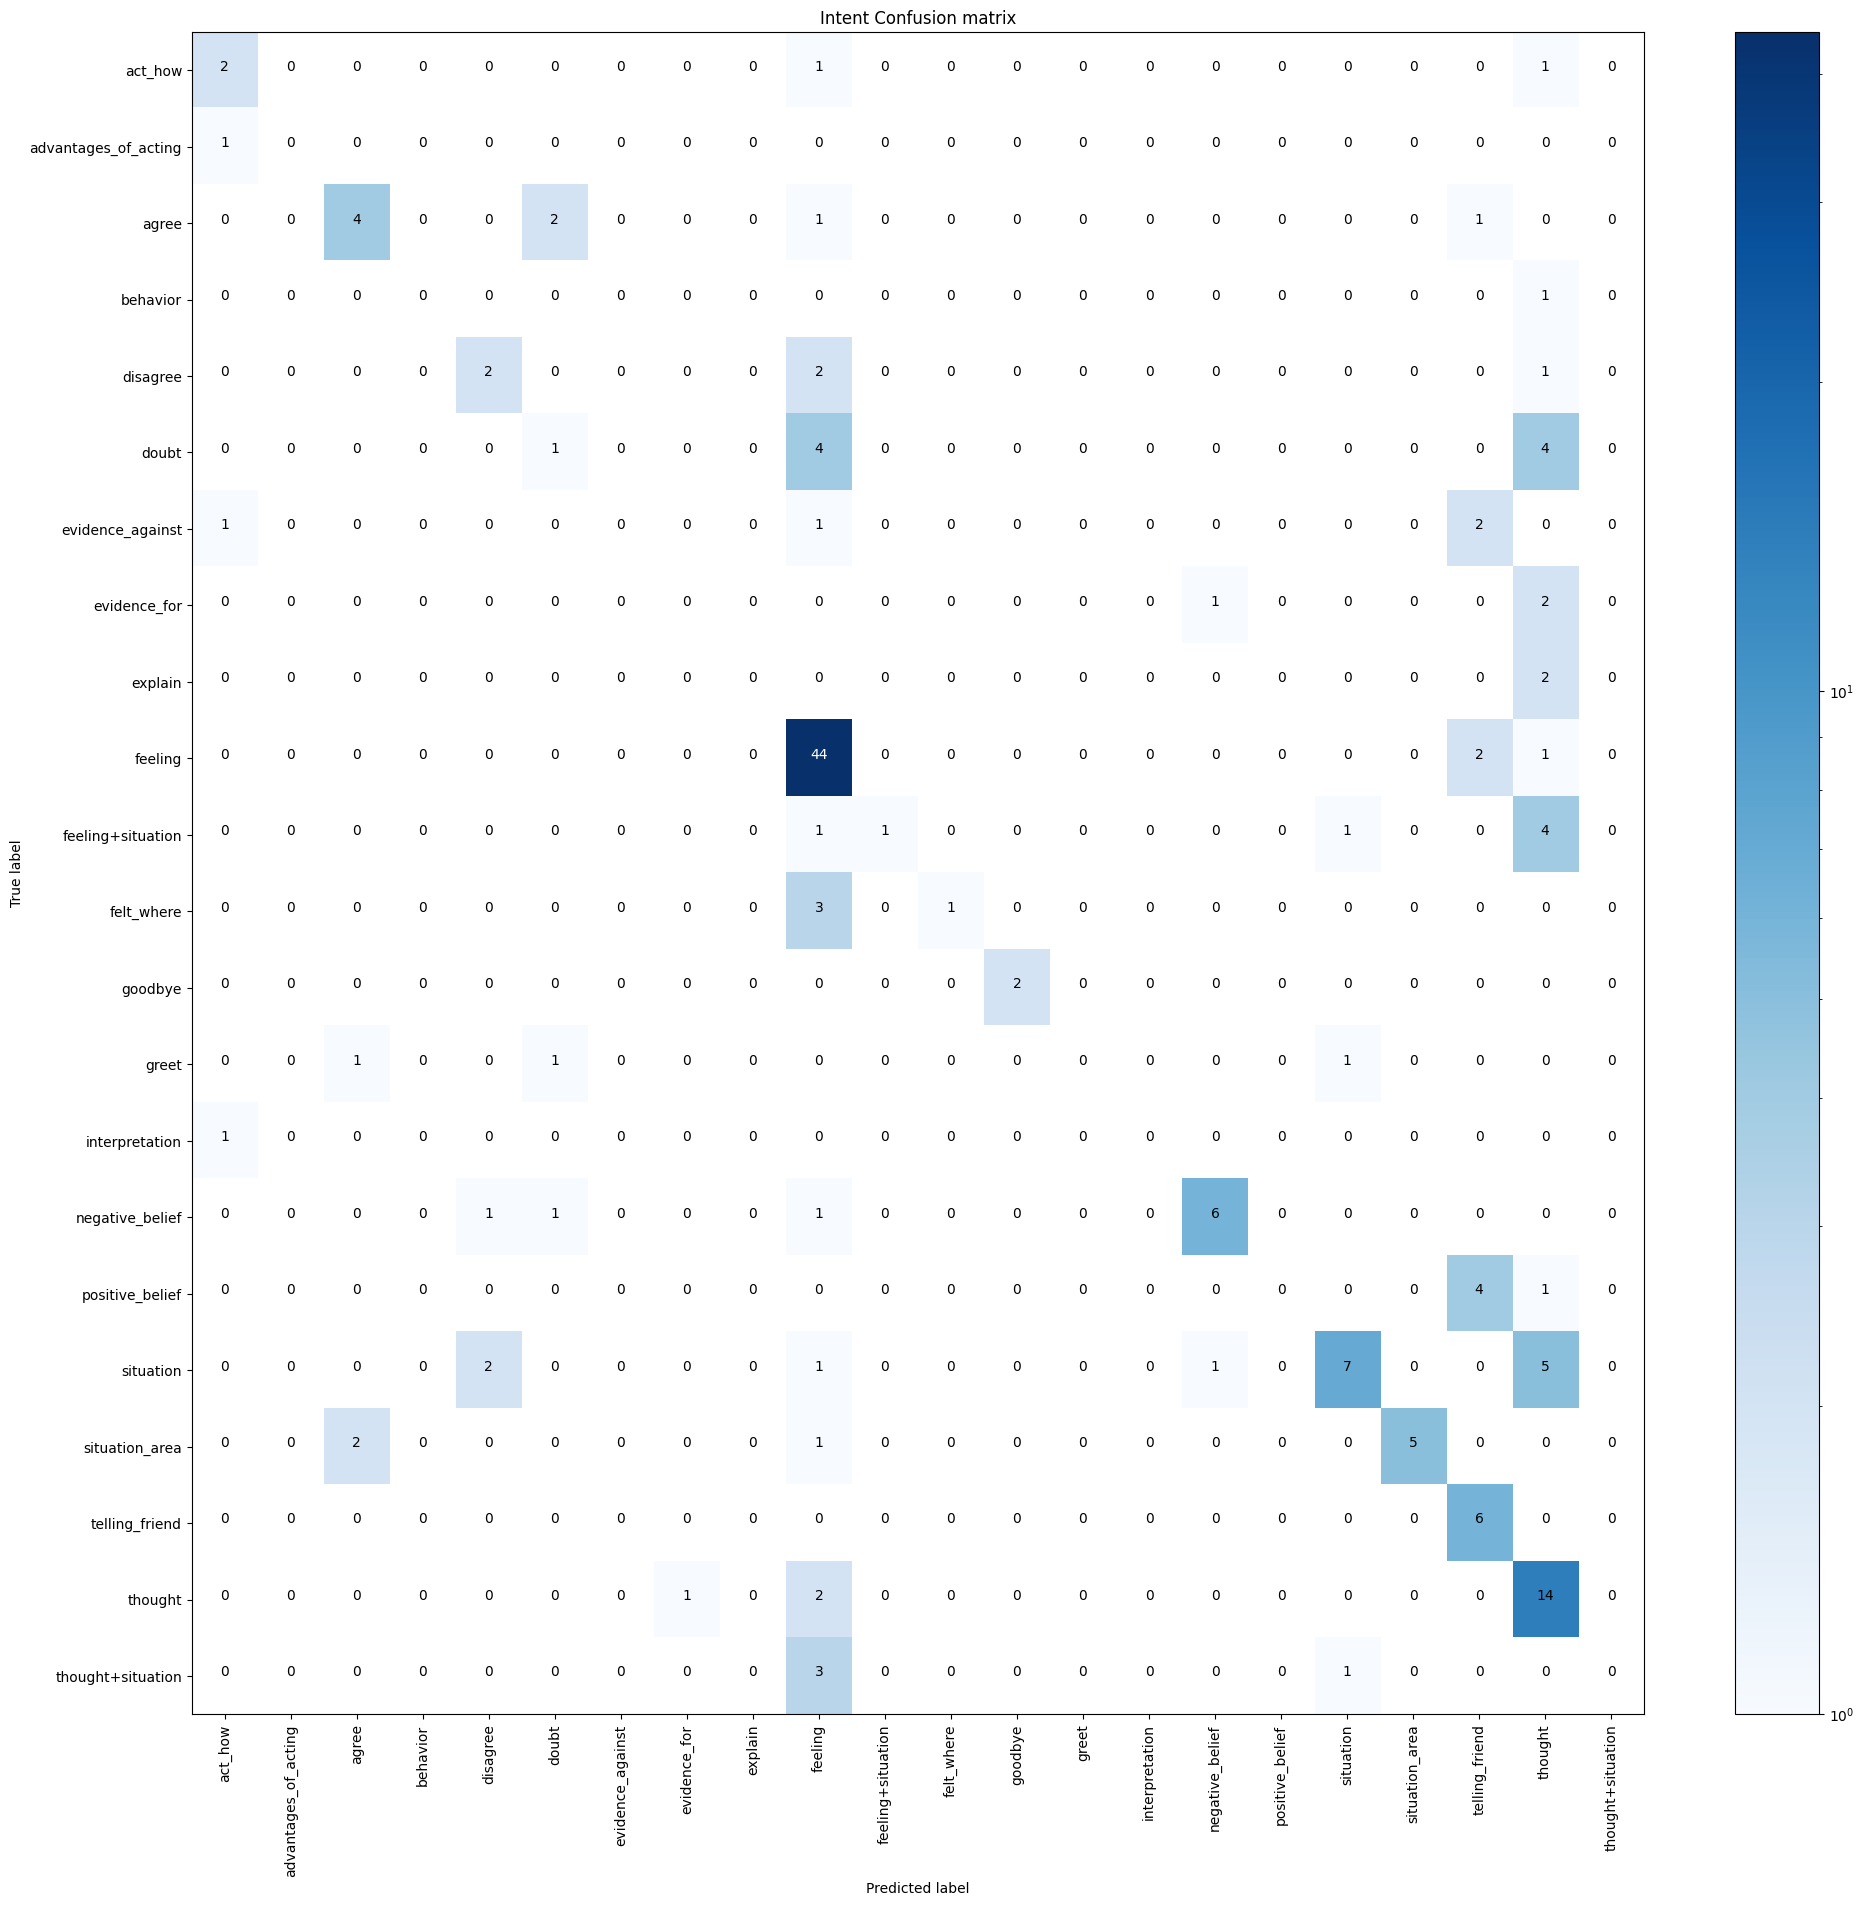 Intent Confusion matrix
act_how 2 0 0 0 0 0 0 0 0 1 0 0 0 0 0 0 0 0 0 0 1 0
advantages_of_acting 1 0 0 0 0 0 0 0 0 0 0 0 0 0 0 0 0 0 0 0 0 0
agree 0 0 4 0 0 2 0 0 0 1 0 0 0 0 0 0 0 0 0 1 0 0
behavior 0 0 0 0 0 0 0 0 0 0 0 0 0 0 0 0 0 0 0 0 1 0
disagree 0 0 0 0 2 0 0 0 0 2 0 0 0 0 0 0 0 0 0 0 1 0
doubt 0 0 0 0 0 1 0 0 0 4 0 0 0 0 0 0 0 0 0 0 4 0
evidence_against 1 0 0 0 0 0 0 0 0 1 0 0 0 0 0 0 0 0 0 2 0 0
evidence_for 0 0 0 0 0 0 0 0 0 0 0 0 0 0 0 1 0 0 0 0 2 0
explain 0 0 0 0 0 0 0 0 0 0 0 0 0 0 0 0 0 0 0 0 2 0
10¹
feeling 0 0 0 0 0 0 0 0 0 44 0 0 0 0 0 0 0 0 0 2 1 0
feeling+situation 0 0 0 0 0 0 0 0 0 1 1 0 0 0 0 0 0 1 0 0 4 0
True label
felt_where 0 0 0 0 0 0 0 0 0 3 0 1 0 0 0 0 0 0 0 0 0 0
goodbye 0 0 0 0 0 0 0 0 0 0 0 0 2 0 0 0 0 0 0 0 0 0
greet 0 0 1 0 0 1 0 0 0 0 0 0 0 0 0 0 0 1 0 0 0 0
interpretation 1 0 0 0 0 0 0 0 0 0 0 0 0 0 0 0 0 0 0 0 0 0
negative_belief 0 0 0 0 1 1 0 0 0 1 0 0 0 0 0 6 0 0 0 0 0 0
positive_belief 0 0 0 0 0 0 0 0 0 0 0 0 0 0 0 0 0 0 0 4 1 0
situation 0 0 0 0 2 0 0 0 0 1 0 0 0 0 0 1 0 7 0 0 5 0
situation_area 0 0 2 0 0 0 0 0 0 1 0 0 0 0 0 0 0 0 5 0 0 0
telling_friend 0 0 0 0 0 0 0 0 0 0 0 0 0 0 0 0 0 0 0 6 0 0
thought 0 0 0 0 0 0 0 1 0 2 0 0 0 0 0 0 0 0 0 0 14 0
thought+situation 0 0 0 0 0 0 0 0 0 3 0 0 0 0 0 0 0 1 0 0 0 0
10⁰
act_how
advantages_of_acting
agree
behavior
disagree
doubt
evidence_against
evidence_for
explain
feeling
feeling+situation
felt_where
goodbye
greet
interpretation
negative_belief
positive_belief
situation
situation_area
telling_friend
thought
thought+situation
Predicted label